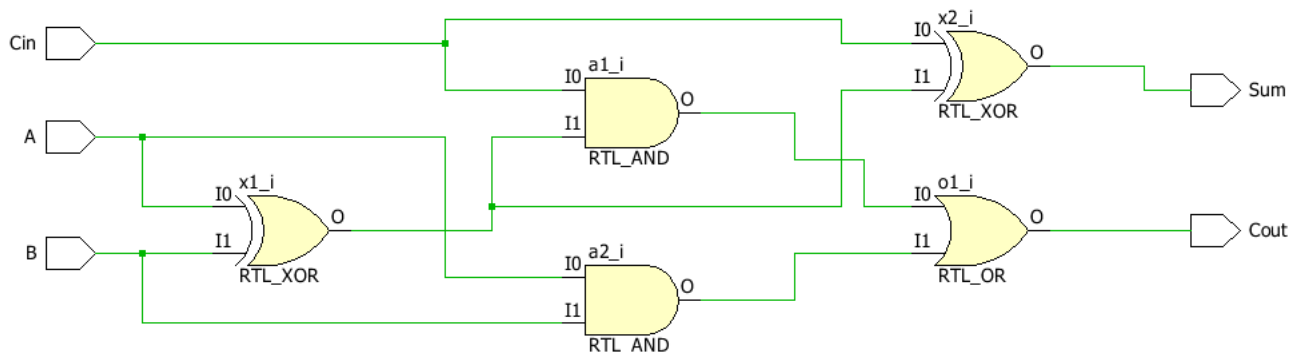 Cin
A
B
x1_i
I0
I1
O
RTL_XOR
a1_i
I0
I1
O
RTL_AND
a2_i
I0
I1
O
RTL_AND
x2_i
I0
I1
O
RTL_XOR
o1_i
I0
I1
O
RTL_OR
Sum
Cout